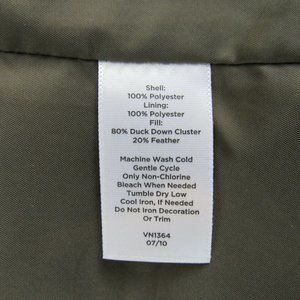 Shell:
100% Polyester
Lining:
100% Polyester
Fill:
80% Duck Down Cluster
20% Feather
Machine Wash Cold
Gentle Cycle
Only Non-Chlorine
Bleach When Needed
Tumble Dry Low
Cool Iron, If Needed
Do Not Iron Decoration
Or Trim
VN1364
07/10